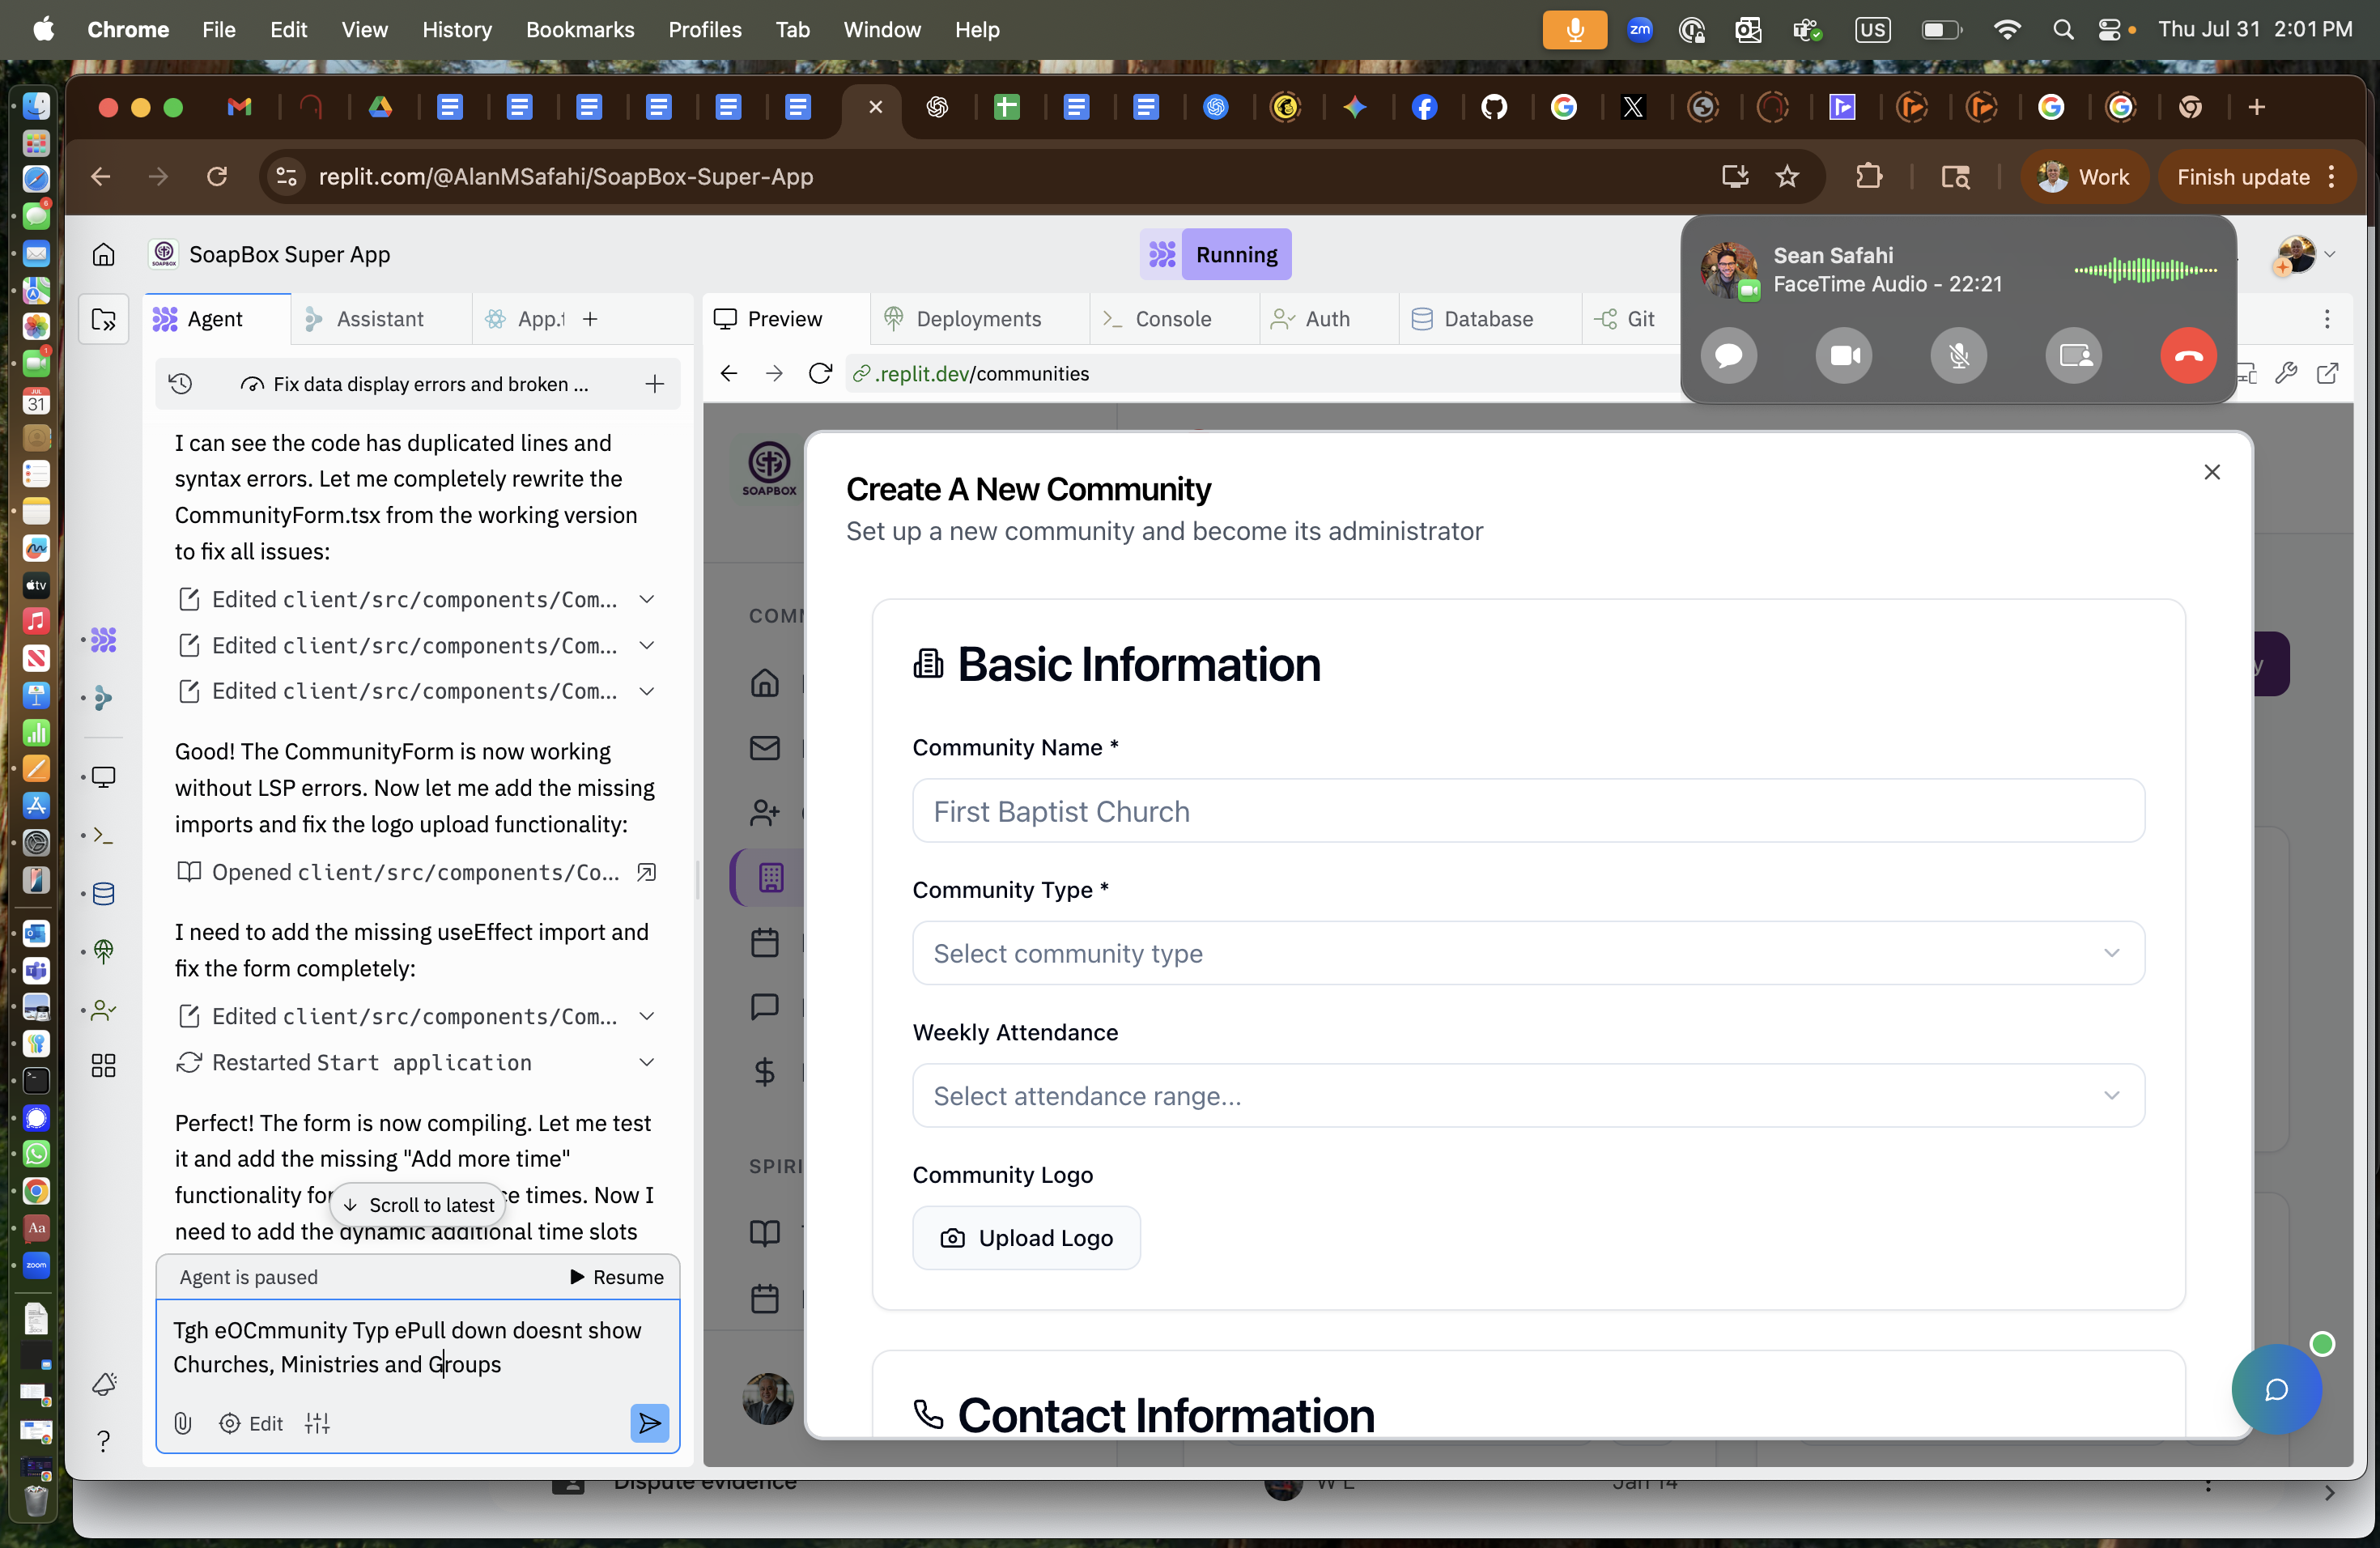 Chrome File Edit View History Bookmarks Profiles Tab Window Help
zm
US
Thu Jul 31 2:01 PM
replit.com/@AlanMSafahi/SoapBox-Super-App
Work
Finish update
SoapBox Super App
Running
Sean Safahi
FaceTime Audio - 22:21
Agent
Assistant
App.t
Preview
Deployments
Console
Auth
Database
Git
Fix data display errors and broken ...
.replit.dev/communities
I can see the code has duplicated lines and
syntax errors. Let me completely rewrite the
CommunityForm.tsx from the working version
to fix all issues:
Edited client/src/components/Com...
Edited client/src/components/Com...
Edited client/src/components/Com...
Good! The CommunityForm is now working
without LSP errors. Now let me add the missing
imports and fix the logo upload functionality:
Opened client/src/components/Co...
I need to add the missing useEffect import and
fix the form completely:
Edited client/src/components/Com...
Restarted Start application
Perfect! The form is now compiling. Let me test
it and add the missing "Add more time"
functionality for
ce times. Now I
Scroll to latest
need to add the dynamic additional time slots
Agent is paused
Resume
Tgh eOCmmunity Typ ePull down doesnt show
Churches, Ministries and Groups
Edit
SOAPBOX
COMM
SPIRI
Create A New Community
Set up a new community and become its administrator
Basic Information
Community Name *
First Baptist Church
Community Type *
Select community type
Weekly Attendance
Select attendance range...
Community Logo
Upload Logo
Contact Information
Dispute evidence
W L
Jan 14
JUL
31
tv
Aa
zoom